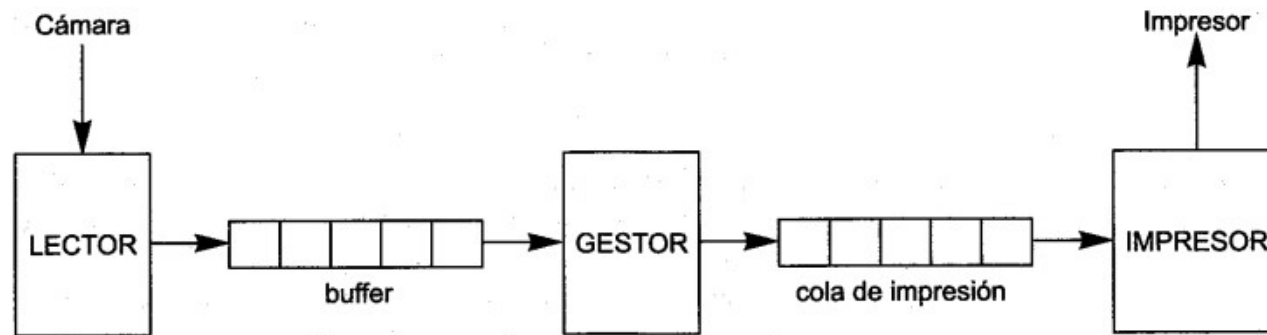 Cámara
Impresor
LECTOR
GESTOR
IMPRESOR
buffer
cola de impresión